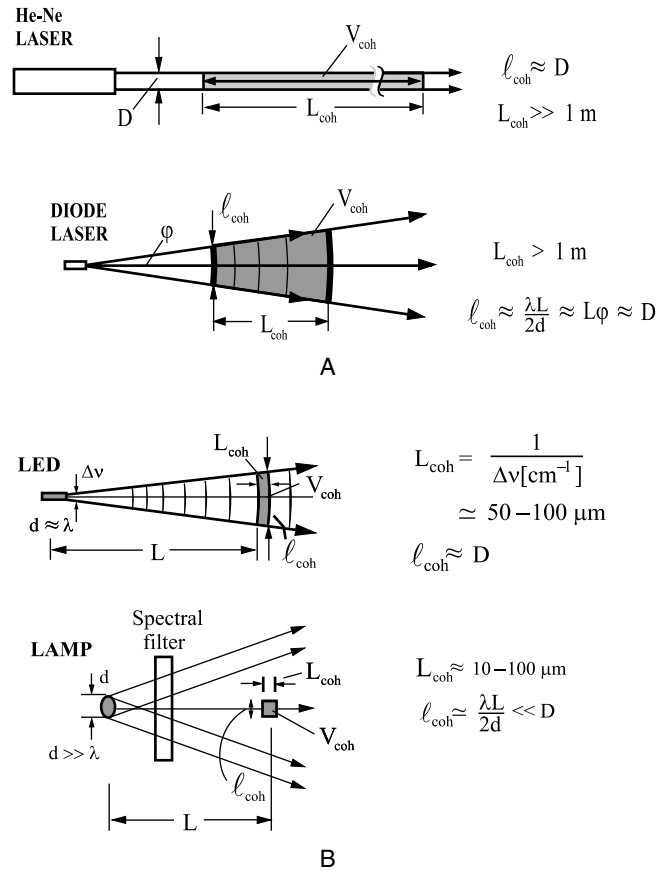 He-Ne
LASER
V_coh
D
L_coh
ℓ_coh ≈ D
L_coh >> 1 m
DIODE
LASER
φ
ℓ_coh
V_coh
L_coh
L_coh > 1 m
ℓ_coh ≈ λL/2d ≈ Lφ ≈ D
A
LED
Δν
d ≈ λ
L_coh
V_coh
L
ℓ_coh
L_coh = 1/Δν[cm⁻¹]
≃ 50–100 μm
ℓ_coh ≈ D
LAMP
Spectral
filter
d
d >> λ
L_coh
V_coh
ℓ_coh
L
L_coh ≈ 10–100 μm
ℓ_coh ≃ λL/2d << D
B